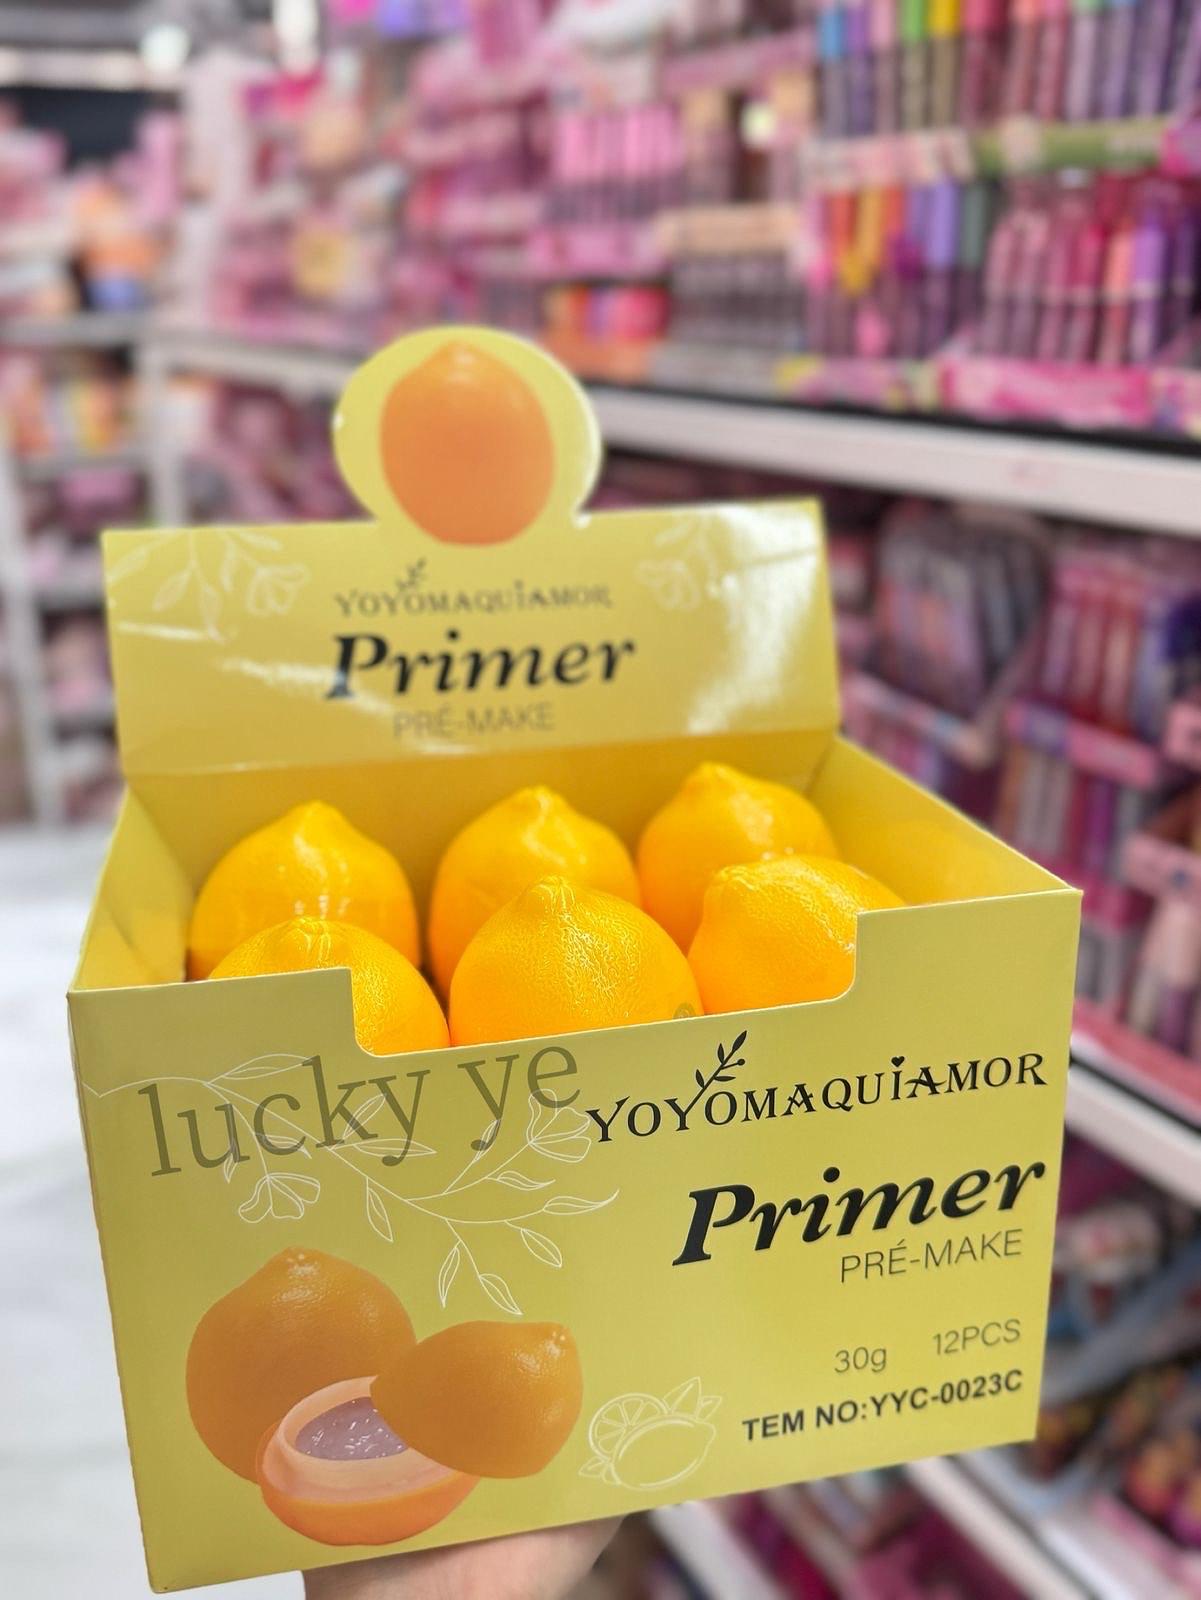 YOYOMAQUIAMOR
Primer
PRÉ-MAKE
lucky ye
YOYOMAQUIAMOR
Primer
PRÉ-MAKE
30g 12PCS
TEM NO:YYC-0023C